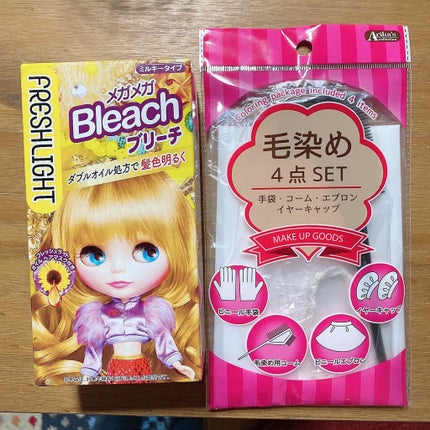 FRESHLIGHT
ミルキータイプ
メガメガ
Bleach
ブリーチ
ダブルオイル処方で髪色明るく
Arika's
Coloring package included 4 items
毛染め
4点SET
手袋・コーム・エプロン
イヤーキャップ
MAKE UP GOODS
ビニール手袋
イヤーキャップ
毛染め用コーム
ビニールエプロン